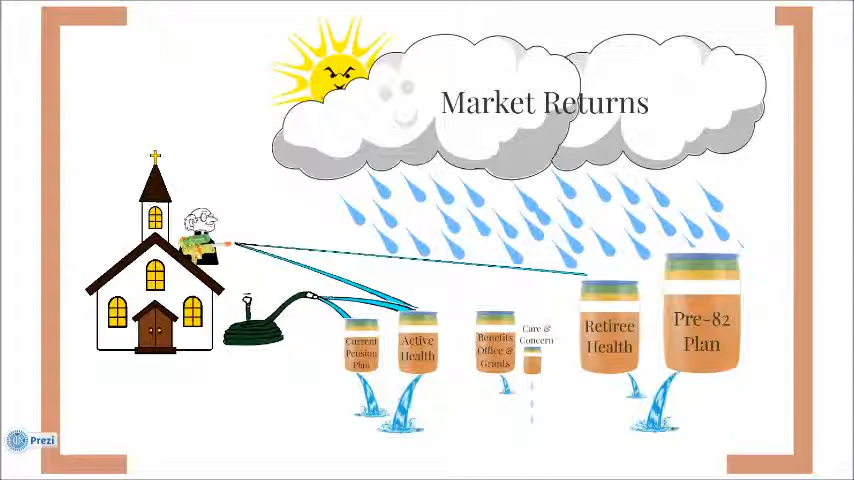 Market Returns
Current
Pension
Plan
Active
Health
Benefits
Office &
Grants
Care &
Concern
Retiree
Health
Pre-82
Plan
Prezi